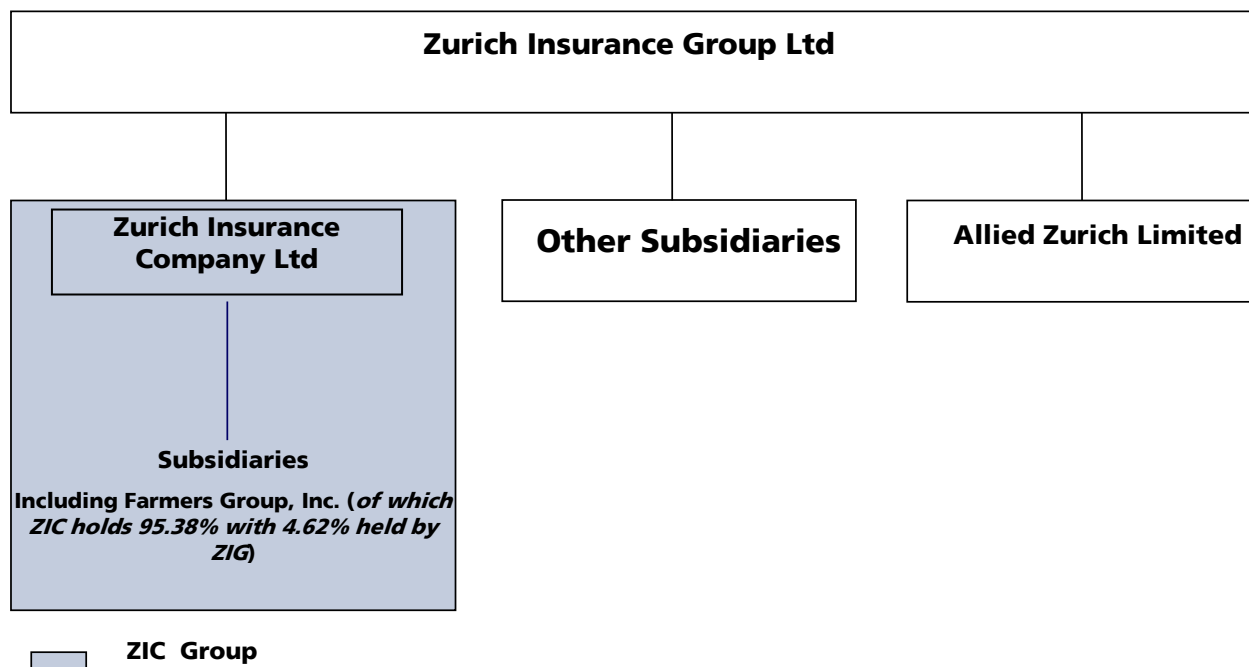 Zurich Insurance Group Ltd
Zurich Insurance
Company Ltd
Other Subsidiaries
Allied Zurich Limited
Subsidiaries
Including Farmers Group, Inc. (of which
ZIC holds 95.38% with 4.62% held by
ZIG)
ZIC Group